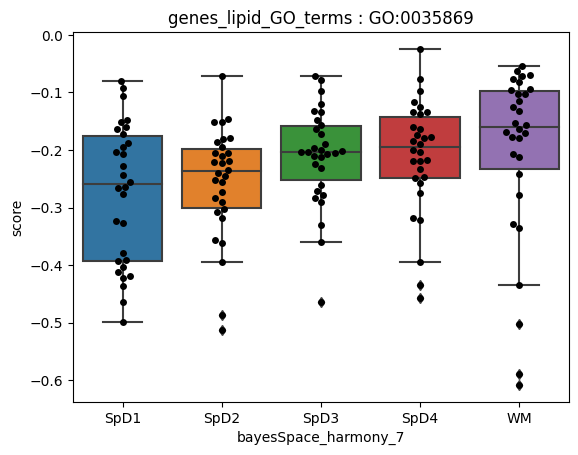 genes_lipid_GO_terms : GO:0035869
0.0
−0.1
−0.2
−0.3
−0.4
−0.5
−0.6
score
SpD1 SpD2 SpD3 SpD4 WM
bayesSpace_harmony_7